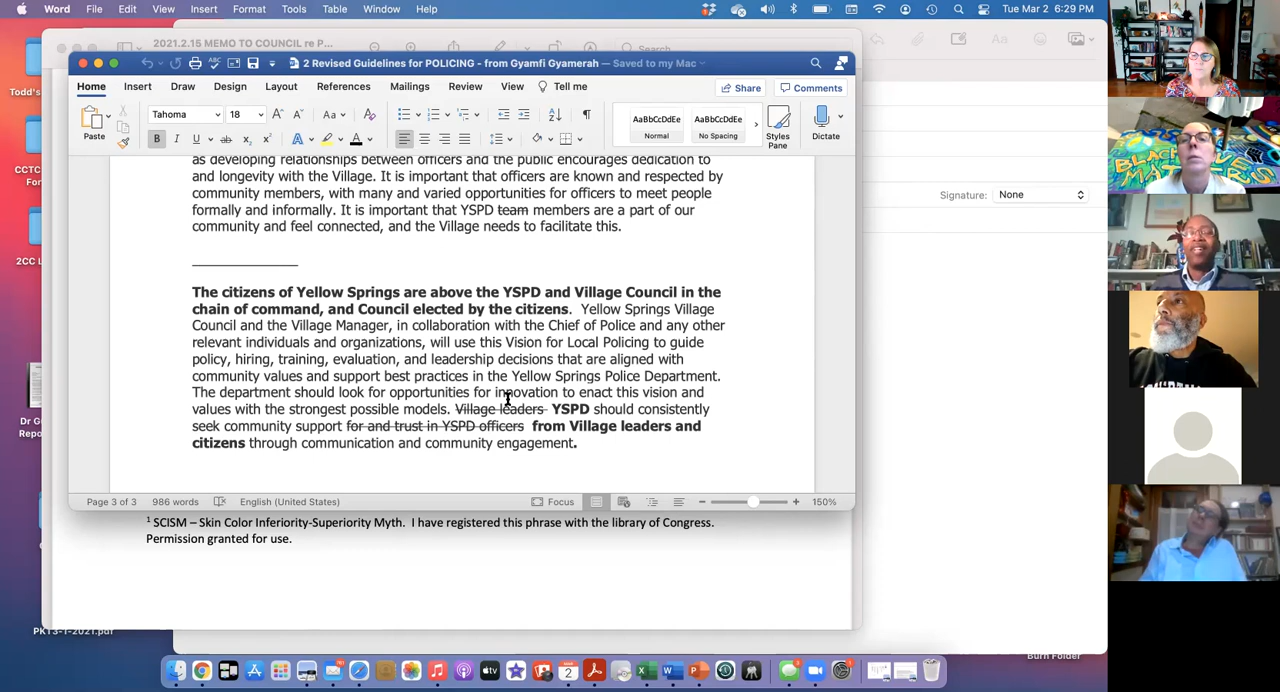 Word File Edit View Insert Format Tools Table Window Help Tue Mar 2 6:29 PM
2021.2.15 MEMO TO COUNCIL re P...
Search
2 Revised Guidelines for POLICING - from Gyamfi Gyamerah — Saved to my Mac
Home Insert Draw Design Layout References Mailings Review View Tell me Share Comments
Paste
Tahoma 18
AaBbCcDdEe AaBbCcDdEe
Normal No Spacing
Styles Pane
Dictate
as developing relationships between officers and the public encourages dedication to
and longevity with the Village. It is important that officers are known and respected by
community members, with many and varied opportunities for officers to meet people
formally and informally. It is important that YSPD team members are a part of our
community and feel connected, and the Village needs to facilitate this.
The citizens of Yellow Springs are above the YSPD and Village Council in the
chain of command, and Council elected by the citizens. Yellow Springs Village
Council and the Village Manager, in collaboration with the Chief of Police and any other
relevant individuals and organizations, will use this Vision for Local Policing to guide
policy, hiring, training, evaluation, and leadership decisions that are aligned with
community values and support best practices in the Yellow Springs Police Department.
The department should look for opportunities for innovation to enact this vision and
values with the strongest possible models. Village leaders YSPD should consistently
seek community support for and trust in YSPD officers from Village leaders and
citizens through communication and community engagement.
Page 3 of 3 986 words English (United States) Focus 150%
1 SCISM – Skin Color Inferiority-Superiority Myth. I have registered this phrase with the library of Congress.
Permission granted for use.
Signature: None
Todd's
CCTC
For
2CC L
Dr G
Repo
PKT3-1-2021.pdf
Burn Folder
BLACK LIVES
MATTER